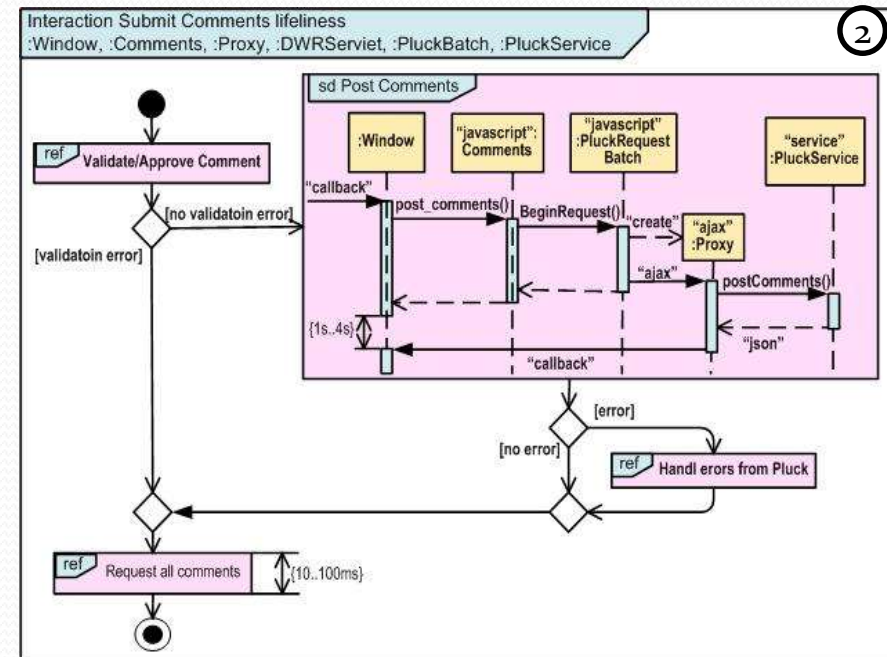 Interaction Submit Comments lifeliness
:Window, :Comments, :Proxy, :DWRServiet, :PluckBatch, :PluckService
2
sd Post Comments
ref
Validate/Approve Comment
:Window
"javascript":
Comments
"javascript"
:PluckRequest
Batch
"service"
:PluckService
"callback"
post_comments()
BeginRequest()
"create"
"ajax"
:Proxy
[no validatoin error]
[validatoin error]
"ajax"
postComments()
{1s..4s}
"json"
"callback"
[error]
[no error]
ref
Handl erors from Pluck
ref
Request all comments
{10..100ms}